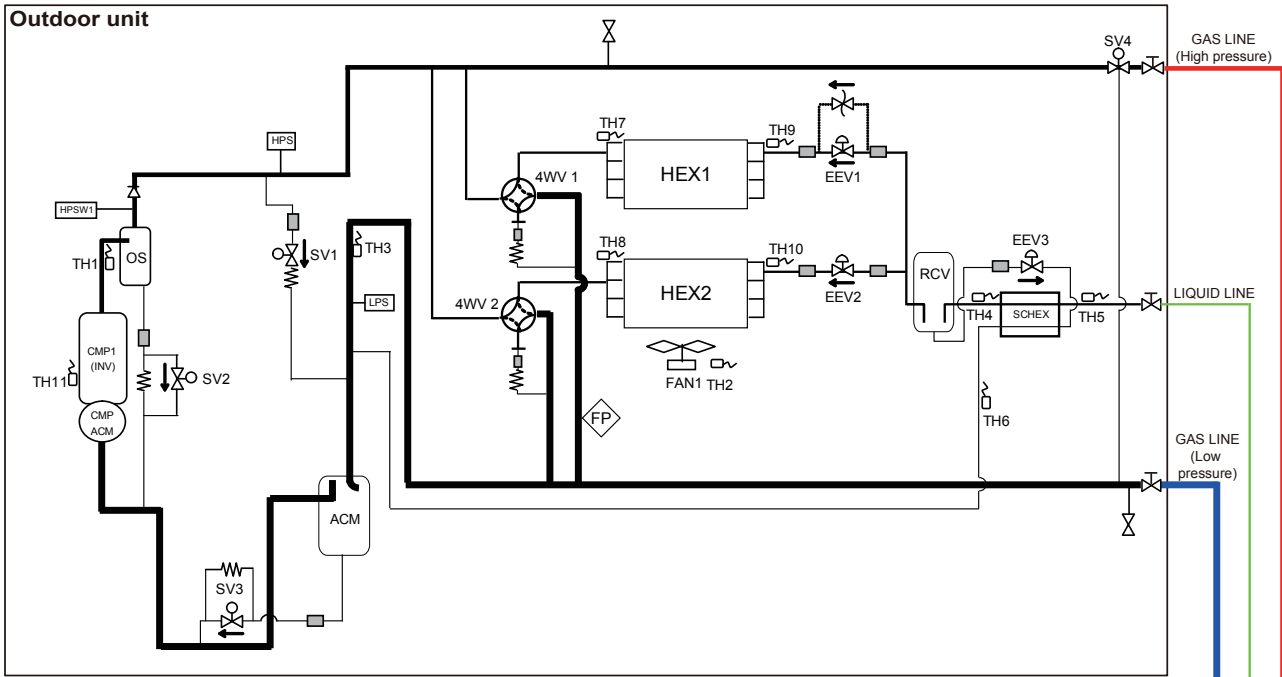 Outdoor unit
SV4
GAS LINE
(High pressure)
HPS
TH7
TH9
HEX1
EEV1
4WV 1
HPSW1
TH1
OS
SV1
TH3
LPS
TH8
TH10
HEX2
EEV2
4WV 2
RCV
EEV3
TH4
SCHEX
TH5
LIQUID LINE
FAN1
TH2
TH6
CMP1
(INV)
TH11
SV2
CMP
ACM
FP
GAS LINE
(Low
pressure)
ACM
SV3